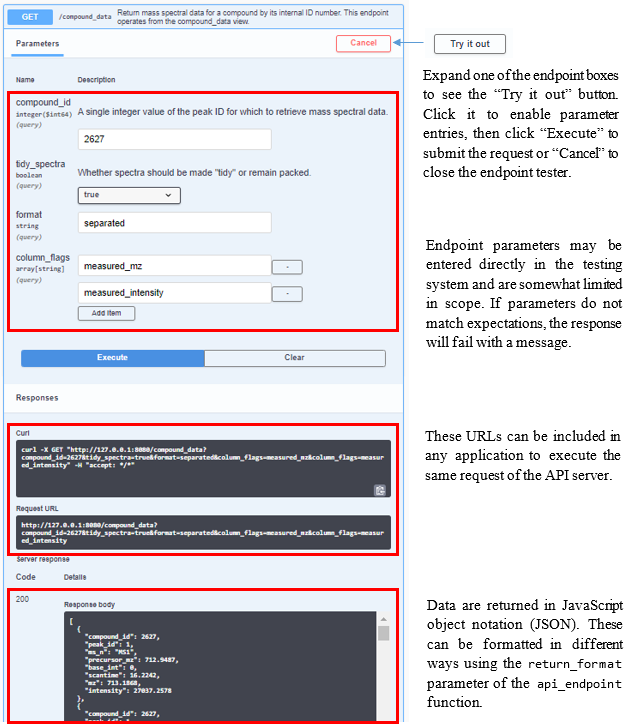 GET /compound_data Return mass spectral data for a compound by its internal ID number. This endpoint
operates from the compound_data view.
Parameters
Cancel
Try it out
Name Description
compound_id
integer($int64)
(query)
A single integer value of the peak ID for which to retrieve mass spectral data.
2627
tidy_spectra
boolean
(query)
Whether spectra should be made "tidy" or remain packed.
true
format
string
(query)
separated
column_flags
array[string]
(query)
measured_mz -
measured_intensity -
Add item
Execute Clear
Responses
Curl
curl -X GET "http://127.0.0.1:8080/compound_data?
compound_id=2627&tidy_spectra=true&format=separated&column_flags=measured_mz&column_flags=measur
ed_intensity" -H "accept: */*"
Request URL
http://127.0.0.1:8080/compound_data?
compound_id=2627&tidy_spectra=true&format=separated&column_flags=measured_mz&column_flags=measur
ed_intensity
Server response
Code Details
200
Response body
[
{
"compound_id": 2627,
"peak_id": 1,
"ms_n": "MS1",
"precursor_mz": 712.9487,
"base_int": 0,
"scantime": 16.2242,
"mz": 713.1868,
"intensity": 27037.2578
},
{
"compound_id": 2627,
"peak_id": 1,
Expand one of the endpoint boxes
to see the “Try it out” button.
Click it to enable parameter
entries, then click “Execute” to
submit the request or “Cancel” to
close the endpoint tester.
Endpoint parameters may be
entered directly in the testing
system and are somewhat limited
in scope. If parameters do not
match expectations, the response
will fail with a message.
These URLs can be included in
any application to execute the
same request of the API server.
Data are returned in JavaScript
object notation (JSON). These
can be formatted in different
ways using the return_format
parameter of the api_endpoint
function.